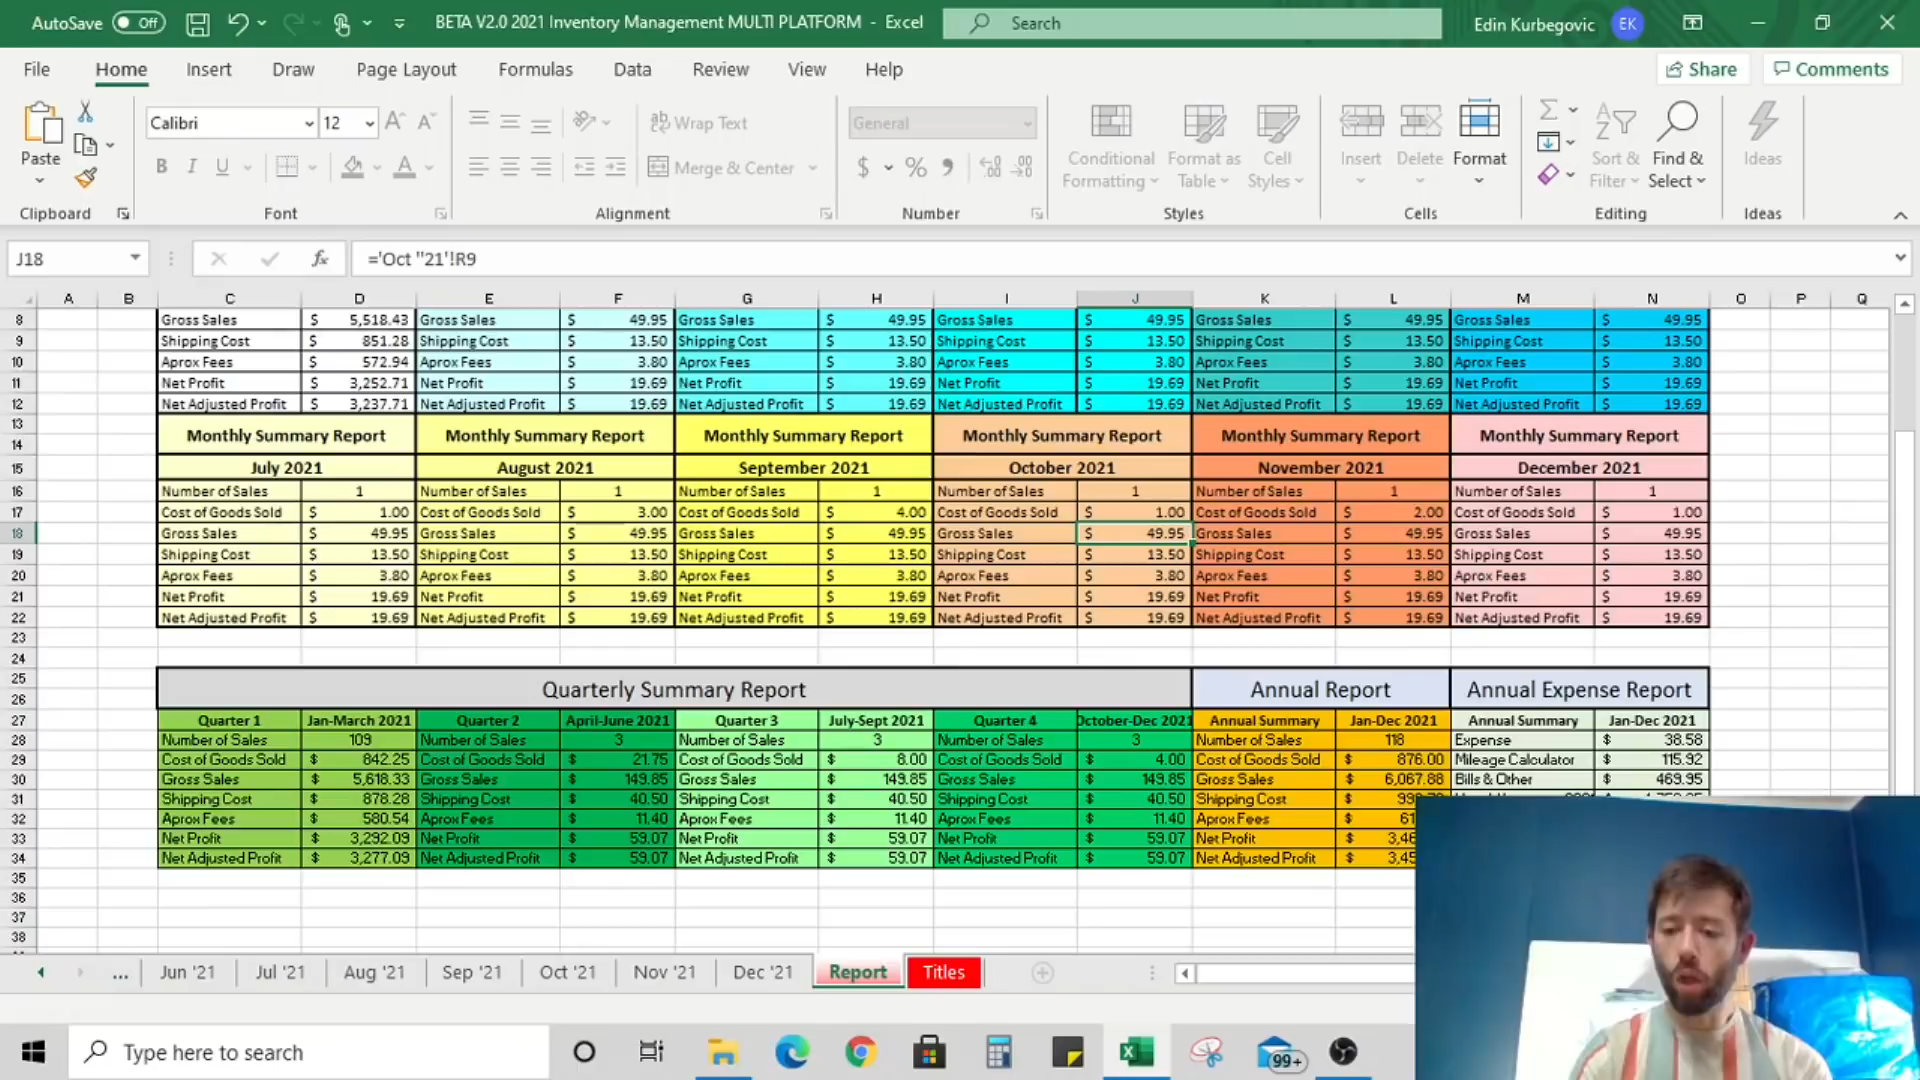 AutoSave Off BETA V2.0 2021 Inventory Management MULTI PLATFORM - Excel Search Edin Kurbegovic EK
File Home Insert Draw Page Layout Formulas Data Review View Help Share Comments
Paste Calibri 12 Wrap Text General Conditional Formatting Format as Table Cell Styles Insert Delete Format Sort & Filter Find & Select Ideas
B I U Merge & Center $ %
Clipboard Font Alignment Number Styles Cells Editing Ideas
J18 fx ='Oct ''21'!R9
A B C D E F G H I J K L M N O P Q
8 Gross Sales $ 5,518.43 Gross Sales $ 49.95 Gross Sales $ 49.95 Gross Sales $ 49.95 Gross Sales $ 49.95 Gross Sales $ 49.95
9 Shipping Cost $ 851.28 Shipping Cost $ 13.50 Shipping Cost $ 13.50 Shipping Cost $ 13.50 Shipping Cost $ 13.50 Shipping Cost $ 13.50
10 Aprox Fees $ 572.94 Aprox Fees $ 3.80 Aprox Fees $ 3.80 Aprox Fees $ 3.80 Aprox Fees $ 3.80 Aprox Fees $ 3.80
11 Net Profit $ 3,252.71 Net Profit $ 19.69 Net Profit $ 19.69 Net Profit $ 19.69 Net Profit $ 19.69 Net Profit $ 19.69
12 Net Adjusted Profit $ 3,237.71 Net Adjusted Profit $ 19.69 Net Adjusted Profit $ 19.69 Net Adjusted Profit $ 19.69 Net Adjusted Profit $ 19.69 Net Adjusted Profit $ 19.69
13
14 Monthly Summary Report Monthly Summary Report Monthly Summary Report Monthly Summary Report Monthly Summary Report Monthly Summary Report
15 July 2021 August 2021 September 2021 October 2021 November 2021 December 2021
16 Number of Sales 1 Number of Sales 1 Number of Sales 1 Number of Sales 1 Number of Sales 1 Number of Sales 1
17 Cost of Goods Sold $ 1.00 Cost of Goods Sold $ 3.00 Cost of Goods Sold $ 4.00 Cost of Goods Sold $ 1.00 Cost of Goods Sold $ 2.00 Cost of Goods Sold $ 1.00
18 Gross Sales $ 49.95 Gross Sales $ 49.95 Gross Sales $ 49.95 Gross Sales $ 49.95 Gross Sales $ 49.95 Gross Sales $ 49.95
19 Shipping Cost $ 13.50 Shipping Cost $ 13.50 Shipping Cost $ 13.50 Shipping Cost $ 13.50 Shipping Cost $ 13.50 Shipping Cost $ 13.50
20 Aprox Fees $ 3.80 Aprox Fees $ 3.80 Aprox Fees $ 3.80 Aprox Fees $ 3.80 Aprox Fees $ 3.80 Aprox Fees $ 3.80
21 Net Profit $ 19.69 Net Profit $ 19.69 Net Profit $ 19.69 Net Profit $ 19.69 Net Profit $ 19.69 Net Profit $ 19.69
22 Net Adjusted Profit $ 19.69 Net Adjusted Profit $ 19.69 Net Adjusted Profit $ 19.69 Net Adjusted Profit $ 19.69 Net Adjusted Profit $ 19.69 Net Adjusted Profit $ 19.69
23
24
25
26 Quarterly Summary Report Annual Report Annual Expense Report
27 Quarter 1 Jan-March 2021 Quarter 2 April-June 2021 Quarter 3 July-Sept 2021 Quarter 4 October-Dec 2021 Annual Summary Jan-Dec 2021 Annual Summary Jan-Dec 2021
28 Number of Sales 109 Number of Sales 3 Number of Sales 3 Number of Sales 3 Number of Sales 118 Expense $ 38.58
29 Cost of Goods Sold $ 842.25 Cost of Goods Sold $ 21.75 Cost of Goods Sold $ 8.00 Cost of Goods Sold $ 4.00 Cost of Goods Sold $ 876.00 Mileage Calculator $ 115.92
30 Gross Sales $ 5,618.33 Gross Sales $ 149.85 Gross Sales $ 149.85 Gross Sales $ 149.85 Gross Sales $ 6,067.88 Bills & Other $ 469.95
31 Shipping Cost $ 878.28 Shipping Cost $ 40.50 Shipping Cost $ 40.50 Shipping Cost $ 40.50 Shipping Cost $
32 Aprox Fees $ 580.54 Aprox Fees $ 11.40 Aprox Fees $ 11.40 Aprox Fees $ 11.40 Aprox Fees $ 61
33 Net Profit $ 3,292.09 Net Profit $ 59.07 Net Profit $ 59.07 Net Profit $ 59.07 Net Profit $ 3,46
34 Net Adjusted Profit $ 3,277.09 Net Adjusted Profit $ 59.07 Net Adjusted Profit $ 59.07 Net Adjusted Profit $ 59.07 Net Adjusted Profit $ 3,45
35
36
37
38
... Jun '21 Jul '21 Aug '21 Sep '21 Oct '21 Nov '21 Dec '21 Report Titles
Type here to search 99+